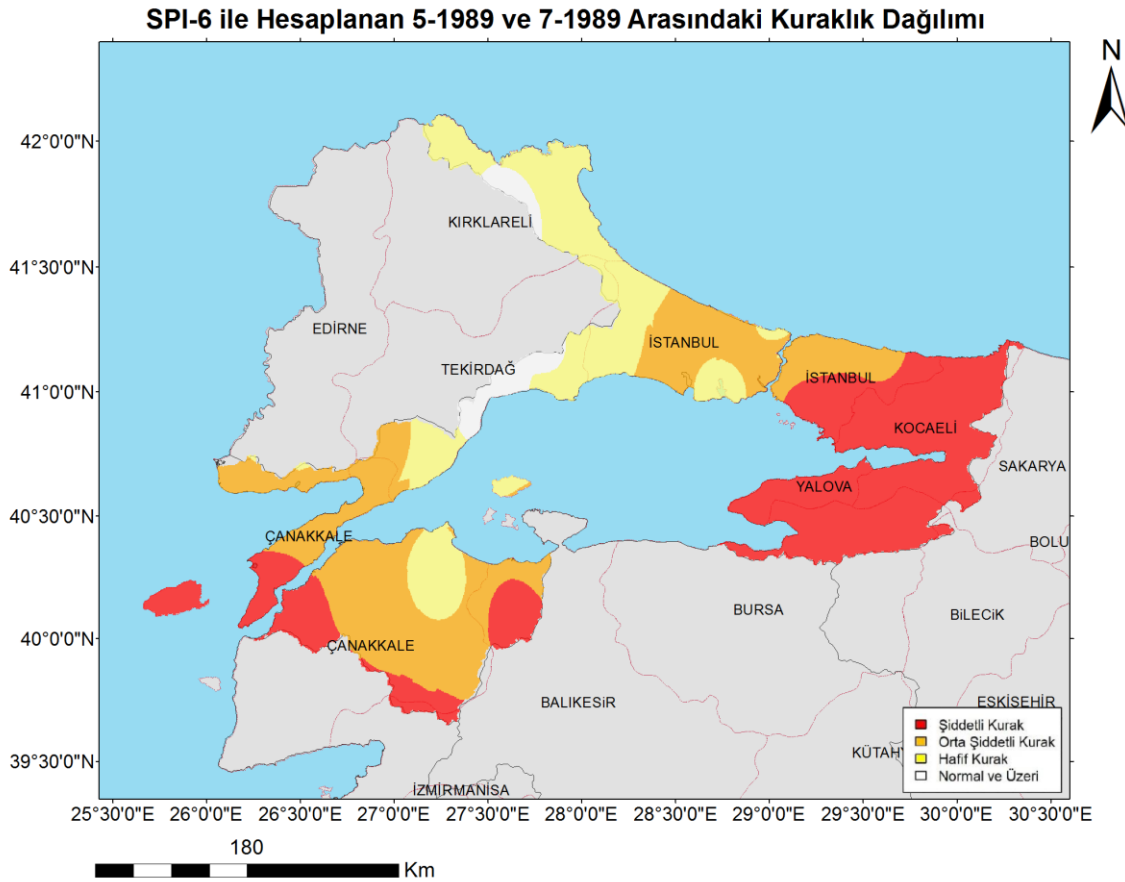 SPI-6 ile Hesaplanan 5-1989 ve 7-1989 Arasındaki Kuraklık Dağılımı
N
42°0'0"N
41°30'0"N
41°0'0"N
40°30'0"N
40°0'0"N
39°30'0"N
KIRKLARELİ
EDİRNE
TEKİRDAĞ
İSTANBUL
İSTANBUL
KOCAELİ
SAKARYA
YALOVA
ÇANAKKALE
BOLU
BURSA
BİLECİK
ÇANAKKALE
BALIKESİR
ESKİSEHİR
KÜTAHY
İZMİRMANİSA
Şiddetli Kurak
Orta Şiddetli Kurak
Hafif Kurak
Normal ve Üzeri
25°30'0"E 26°0'0"E 26°30'0"E 27°0'0"E 27°30'0"E 28°0'0"E 28°30'0"E 29°0'0"E 29°30'0"E 30°0'0"E 30°30'0"E
180
Km